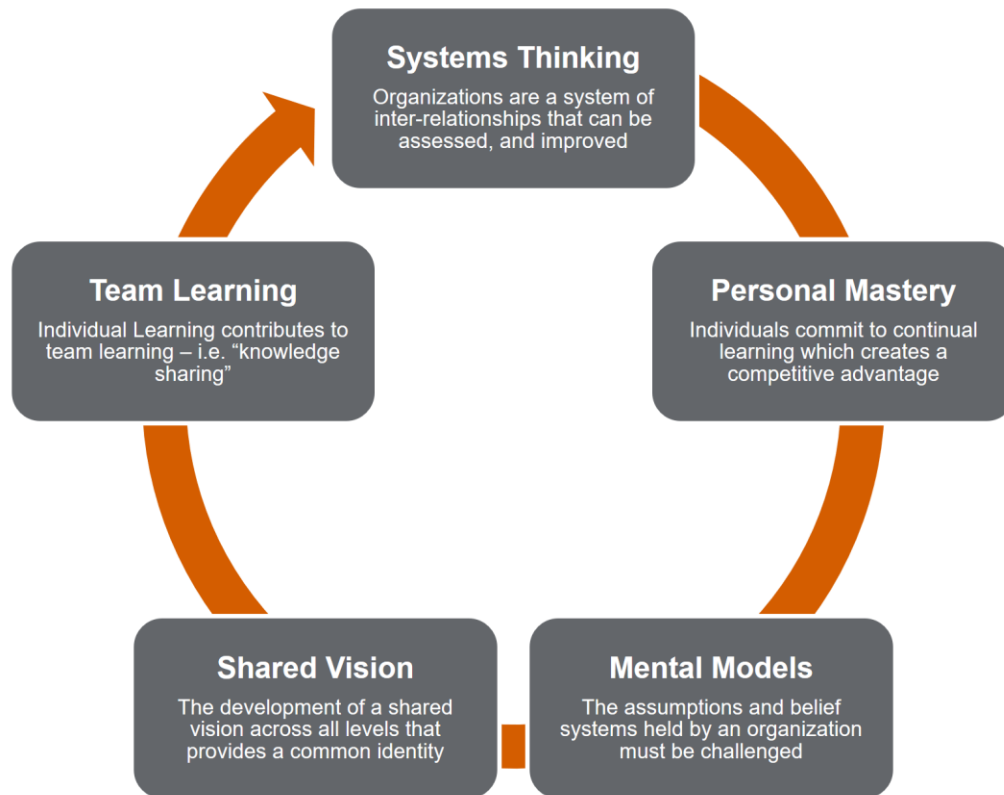 Systems Thinking
Organizations are a system of
inter-relationships that can be
assessed, and improved
Personal Mastery
Individuals commit to continual
learning which creates a
competitive advantage
Mental Models
The assumptions and belief
systems held by an organization
must be challenged
Shared Vision
The development of a shared
vision across all levels that
provides a common identity
Team Learning
Individual Learning contributes to
team learning – i.e. “knowledge
sharing”